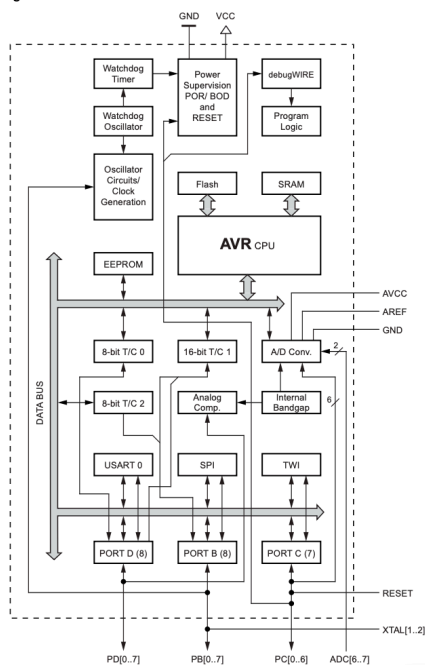 GND VCC
Watchdog
Timer
Power
Supervision
POR/ BOD
and
RESET
debugWIRE
Watchdog
Oscillator
Program
Logic
Oscillator
Circuits/
Clock
Generation
Flash
SRAM
AVR CPU
EEPROM
AVCC
AREF
GND
8-bit T/C 0
16-bit T/C 1
A/D Conv.
2
DATA BUS
8-bit T/C 2
Analog
Comp.
Internal
Bandgap
6
USART 0
SPI
TWI
PORT D (8)
PORT B (8)
PORT C (7)
RESET
XTAL[1..2]
PD[0..7]
PB[0..7]
PC[0..6]
ADC[6..7]